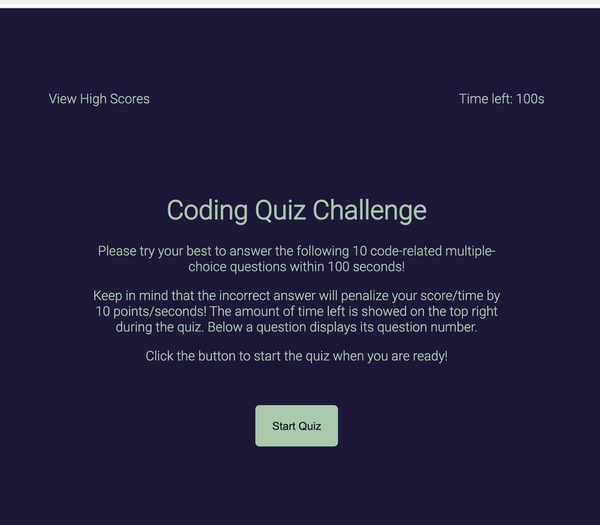 View High Scores
Time left: 100s
Coding Quiz Challenge
Please try your best to answer the following 10 code-related multiple-
choice questions within 100 seconds!
Keep in mind that the incorrect answer will penalize your score/time by
10 points/seconds! The amount of time left is showed on the top right
during the quiz. Below a question displays its question number.
Click the button to start the quiz when you are ready!
Start Quiz